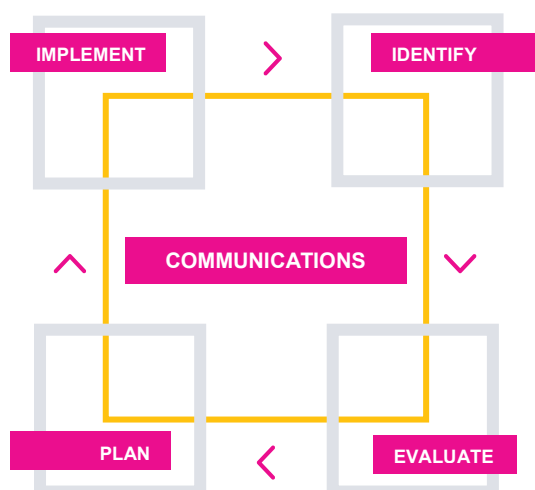 IMPLEMENT
IDENTIFY
COMMUNICATIONS
PLAN
EVALUATE